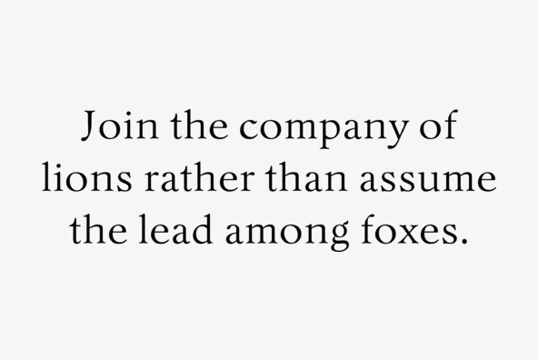 Join the company of
lions rather than assume
the lead among foxes.